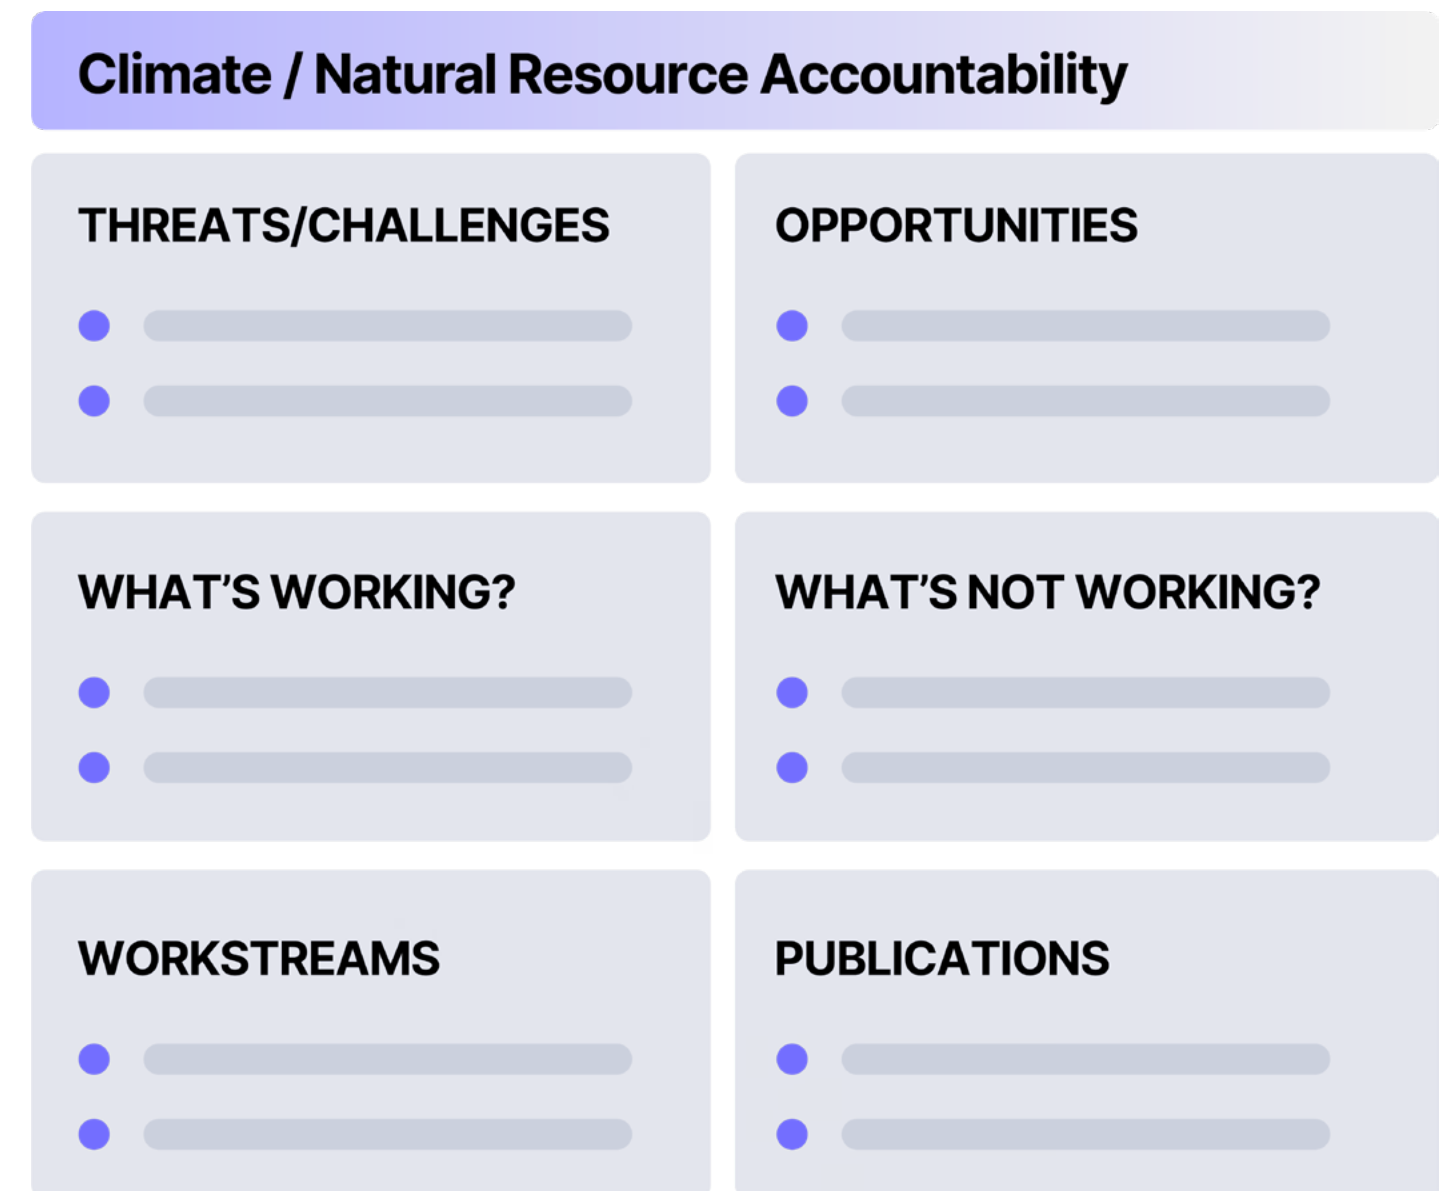 Climate / Natural Resource Accountability
THREATS/CHALLENGES
OPPORTUNITIES
WHAT’S WORKING?
WHAT’S NOT WORKING?
WORKSTREAMS
PUBLICATIONS